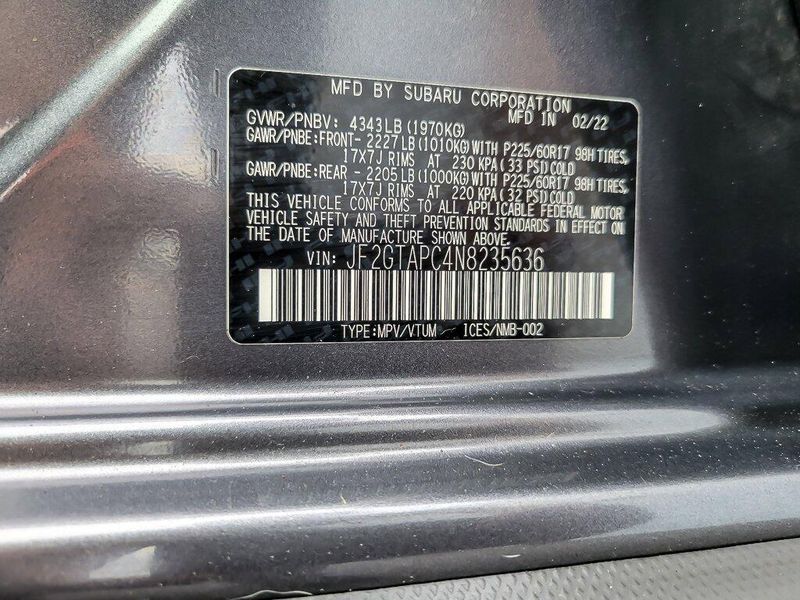 MFD BY SUBARU CORPORATION
GVWR/PNBV: 4343LB(1970KG) MFD IN 02/22
GAWR/PNBE:FRONT- 2227LB(1010KG)WITH P225/60R17 98H TIRES,
17X7J RIMS AT 230 KPA(33 PSI)COLD
GAWR/PNBE:REAR - 2205LB(1000KG)WITH P225/60R17 98H TIRES,
17X7J RIMS AT 220 KPA(32 PSI)COLD
THIS VEHICLE CONFORMS TO ALL APPLICABLE FEDERAL MOTOR
VEHICLE SAFETY AND THEFT PREVENTION STANDARDS IN EFFECT ON
THE DATE OF MANUFACTURE SHOWN ABOVE.
VIN: JF2GTAPC4N8235636
TYPE:MPV/VTUM ICES/NMB-002